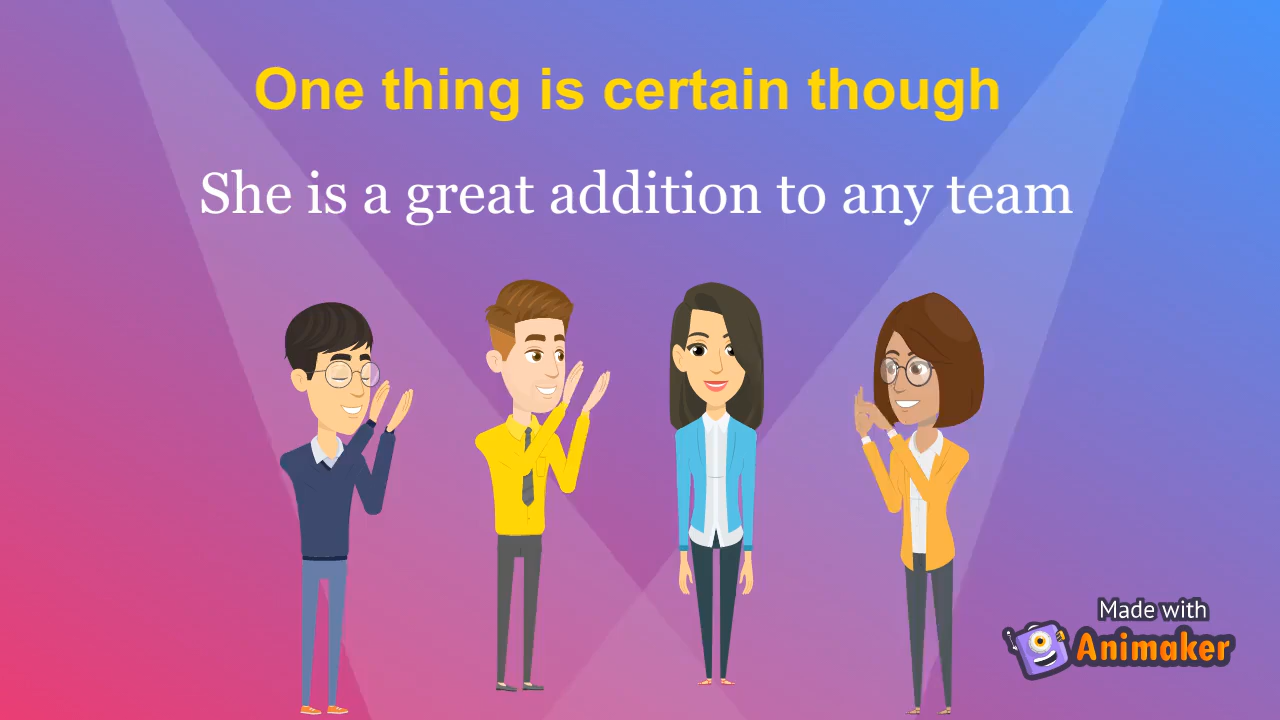 One thing is certain though
She is a great addition to any team
Made with
Animaker